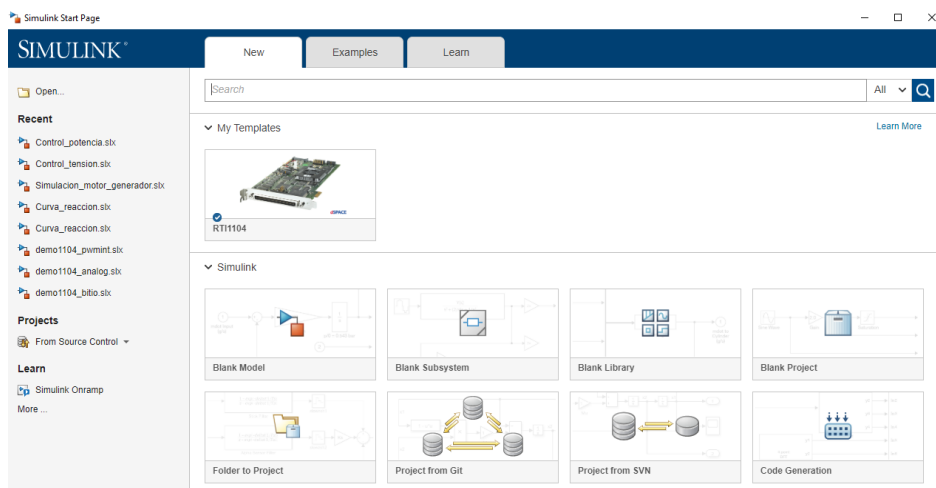 Simulink Start Page
SIMULINK®
New
Examples
Learn
Open...
Recent
Control_potencia.slx
Control_tension.slx
Simulacion_motor_generador.slx
Curva_reaccion.slx
Curva_reaccion.slx
demo1104_pwmint.slx
demo1104_analog.slx
demo1104_bitio.slx
Projects
From Source Control
Learn
Simulink Onramp
More ...
Search
All
My Templates
Learn More
dSPACE
RTI1104
Simulink
Blank Model
Blank Subsystem
Blank Library
Blank Project
Folder to Project
Project from Git
Project from SVN
Code Generation